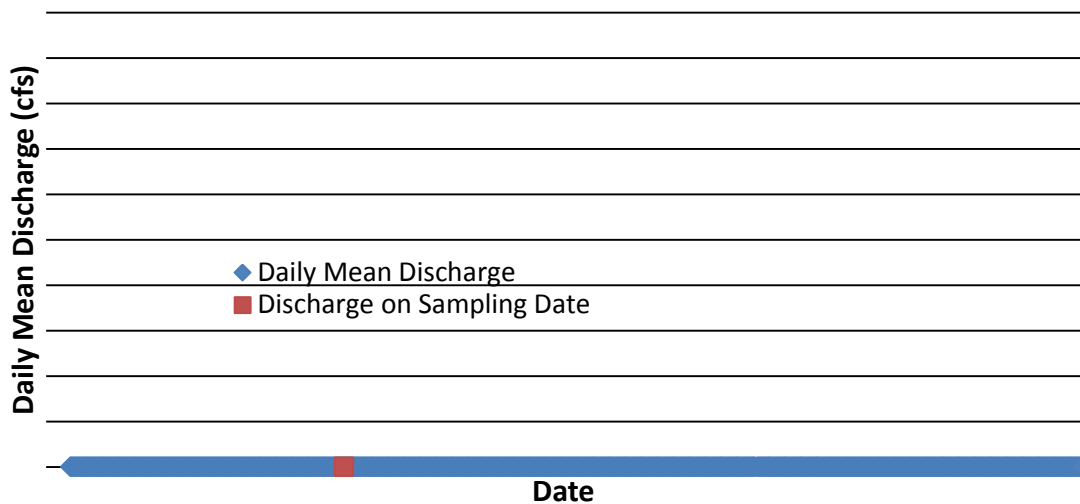 Daily Mean Discharge (cfs)
Daily Mean Discharge
Discharge on Sampling Date
Date